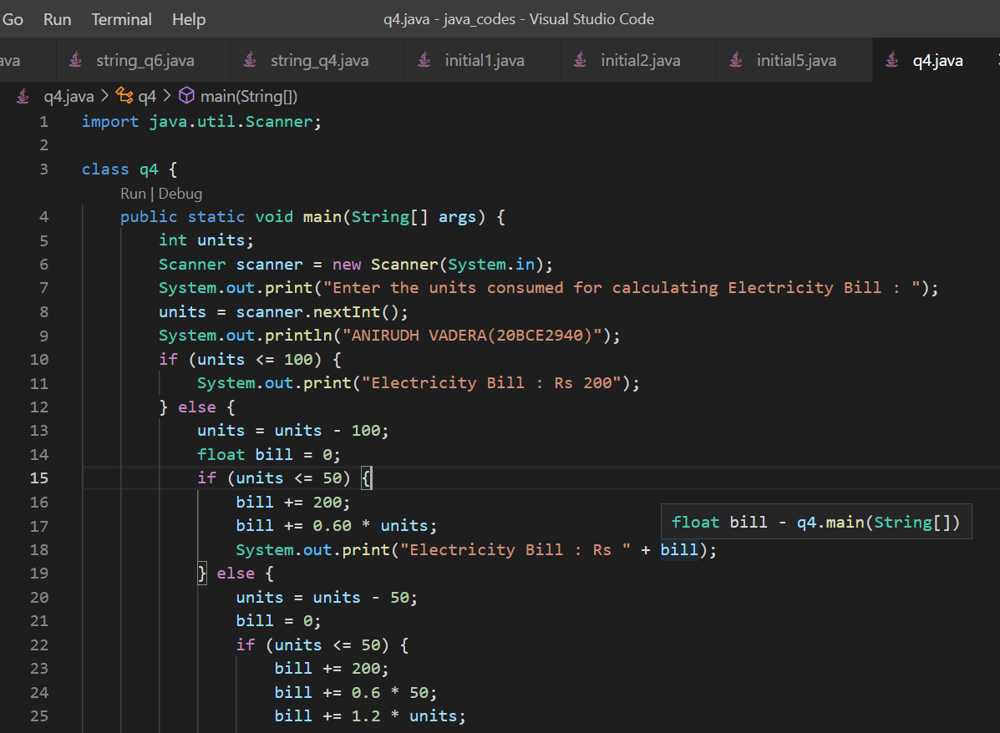 Go Run Terminal Help q4.java - java_codes - Visual Studio Code
ava string_q6.java string_q4.java initial1.java initial2.java initial5.java q4.java
q4.java > q4 > main(String[])
1 import java.util.Scanner;
2
3 class q4 {
Run | Debug
4 public static void main(String[] args) {
5 int units;
6 Scanner scanner = new Scanner(System.in);
7 System.out.print("Enter the units consumed for calculating Electricity Bill : ");
8 units = scanner.nextInt();
9 System.out.println("ANIRUDH VADERA(20BCE2940)");
10 if (units <= 100) {
11 System.out.print("Electricity Bill : Rs 200");
12 } else {
13 units = units - 100;
14 float bill = 0;
15 if (units <= 50) {
16 bill += 200;
17 bill += 0.60 * units;
float bill - q4.main(String[])
18 System.out.print("Electricity Bill : Rs " + bill);
19 } else {
20 units = units - 50;
21 bill = 0;
22 if (units <= 50) {
23 bill += 200;
24 bill += 0.6 * 50;
25 bill += 1.2 * units;